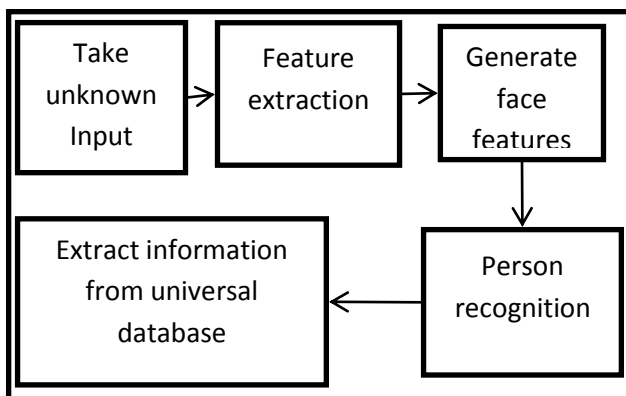 Take
unknown
Input
Feature
extraction
Generate
face
features
Person
recognition
Extract information
from universal
database